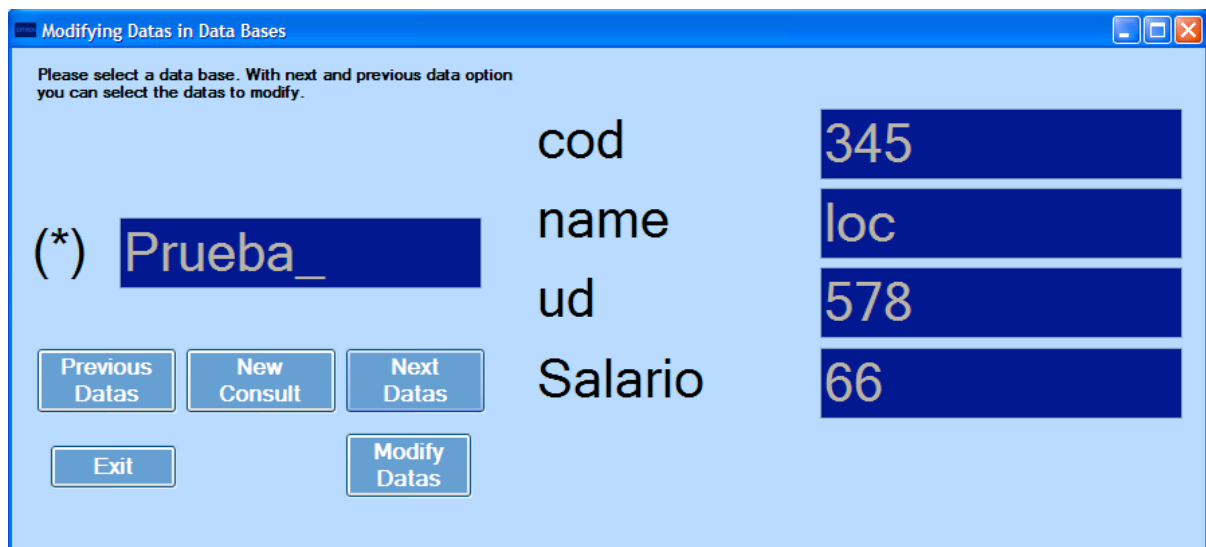 Modifying Datas in Data Bases
Please select a data base. With next and previous data option
you can select the datas to modify.
(*) Prueba_
cod 345
name loc
ud 578
Salario 66
Previous
Datas
New
Consult
Next
Datas
Exit
Modify
Datas